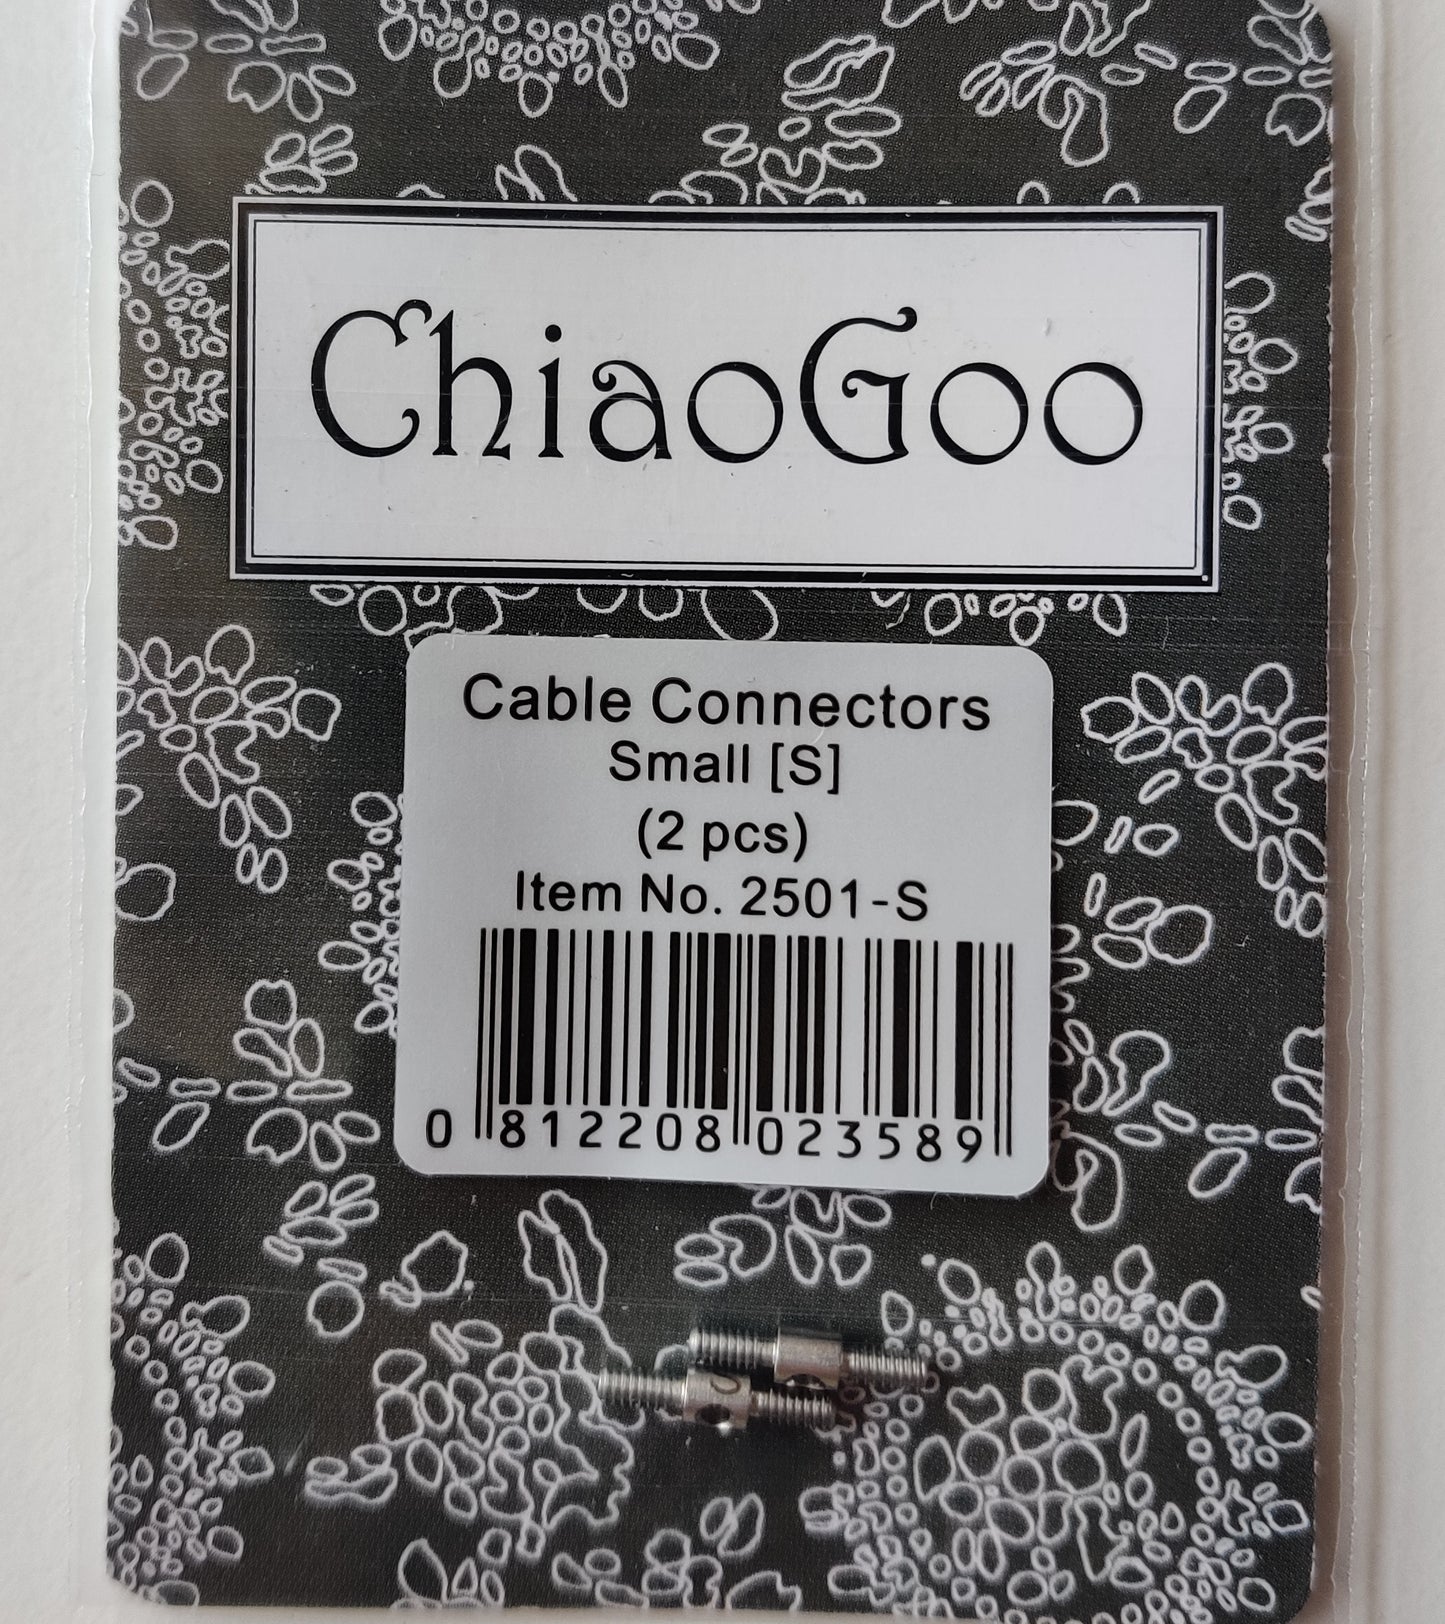 ChiaoGoo
Cable Connectors
Small [S]
(2 pcs)
Item No. 2501-S
0 812208 023589
S